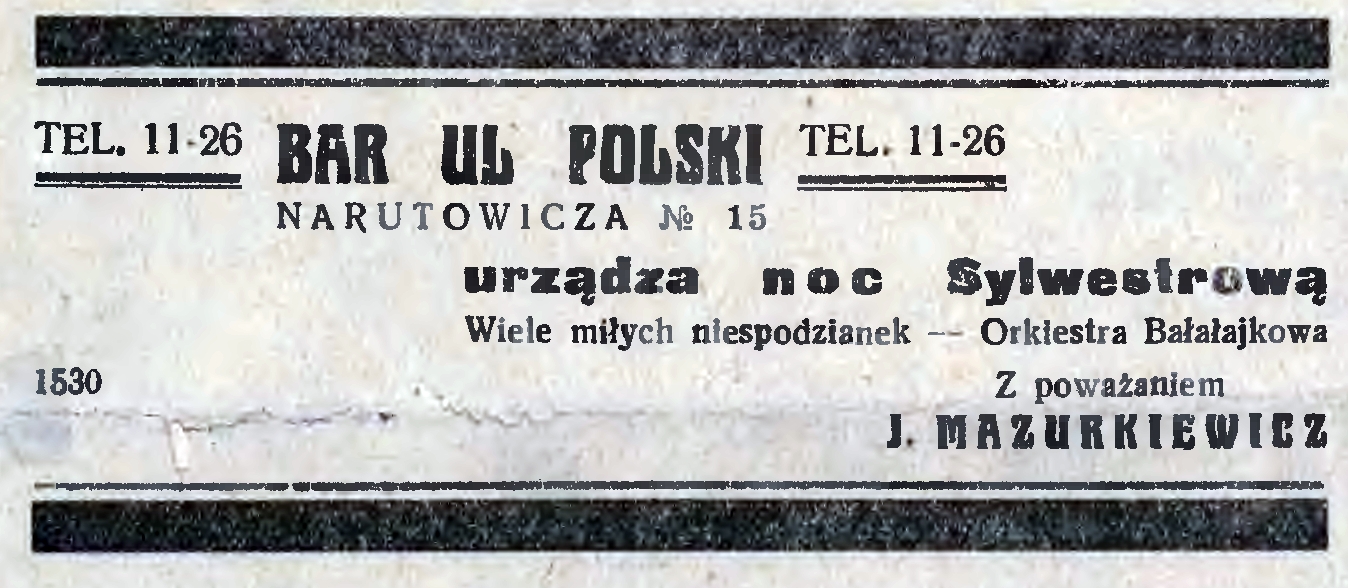 TEL. 11-26 BAR UL POLSKI TEL. 11-26
NARUTOWICZA № 15
urządza noc Sylwestrową
Wiele miłych niespodzianek — Orkiestra Bałałajkowa
1530 Z poważaniem
J. MAZURKIEWICZ